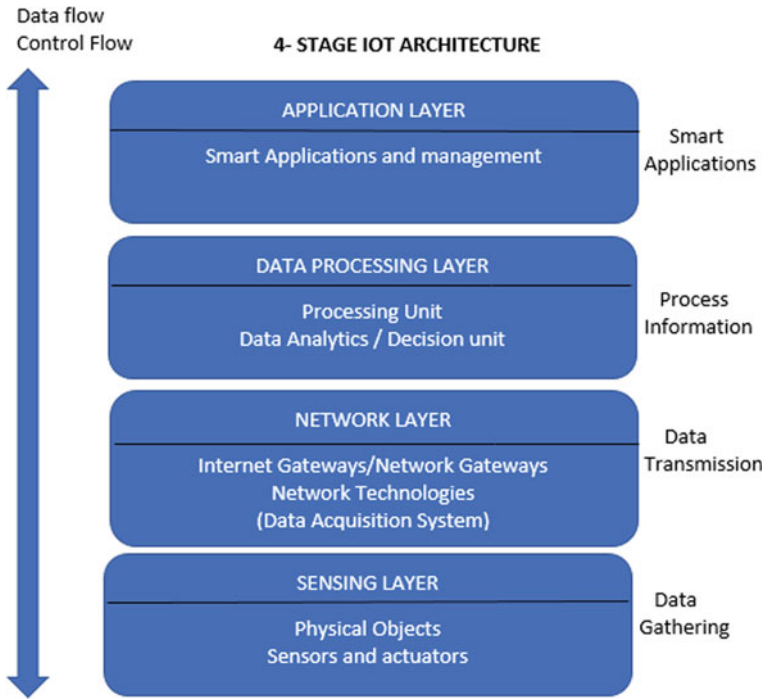 Data flow
Control Flow
4- STAGE IOT ARCHITECTURE
APPLICATION LAYER
Smart Applications and management
Smart
Applications
DATA PROCESSING LAYER
Processing Unit
Data Analytics / Decision unit
Process
Information
NETWORK LAYER
Internet Gateways/Network Gateways
Network Technologies
(Data Acquisition System)
Data
Transmission
SENSING LAYER
Physical Objects
Sensors and actuators
Data
Gathering